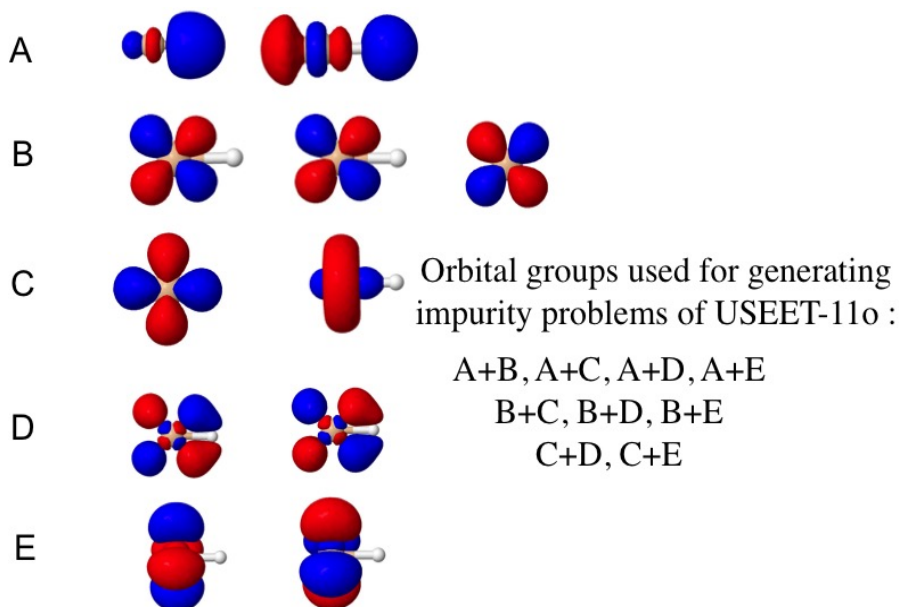 A
B
C
Orbital groups used for generating
impurity problems of USEET-11o :
A+B, A+C, A+D, A+E
B+C, B+D, B+E
C+D, C+E
D
E